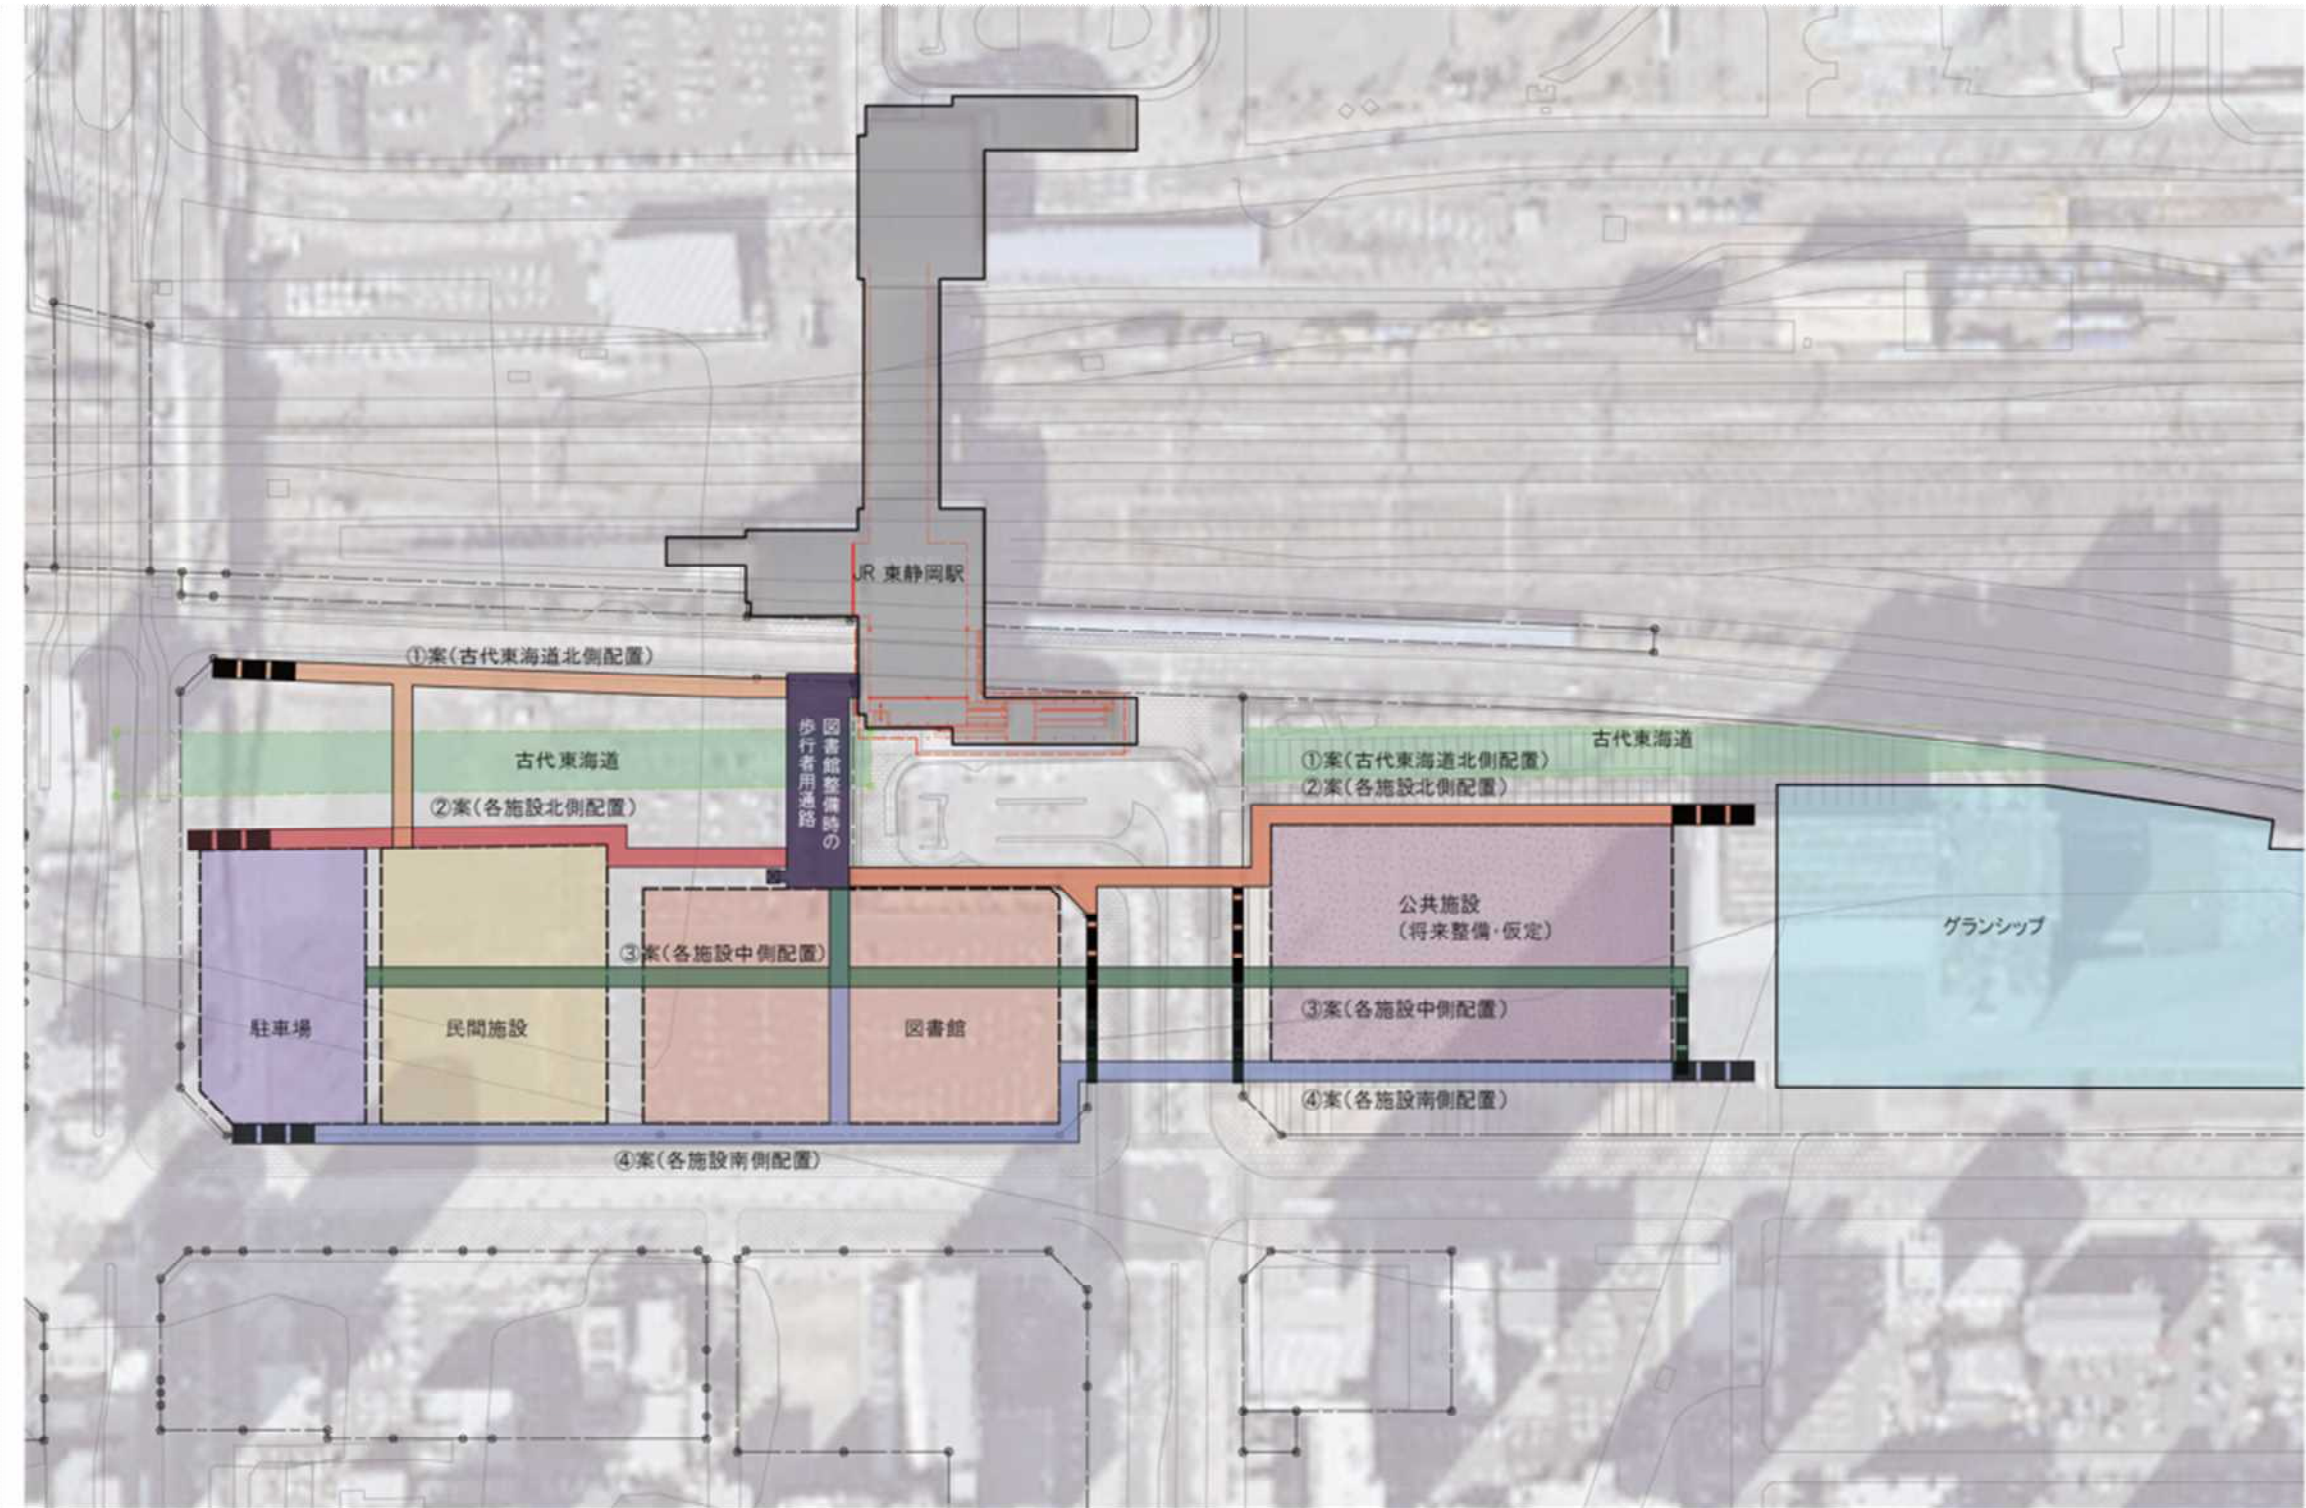 JR 東静岡駅
①案(古代東海道北側配置)
図書館整備時の
歩行者用通路
古代東海道
古代東海道
①案(古代東海道北側配置)
②案(各施設北側配置)
②案(各施設北側配置)
公共施設
(将来整備・仮定)
グランシップ
③案(各施設中側配置)
③案(各施設中側配置)
駐車場
民間施設
図書館
④案(各施設南側配置)
④案(各施設南側配置)